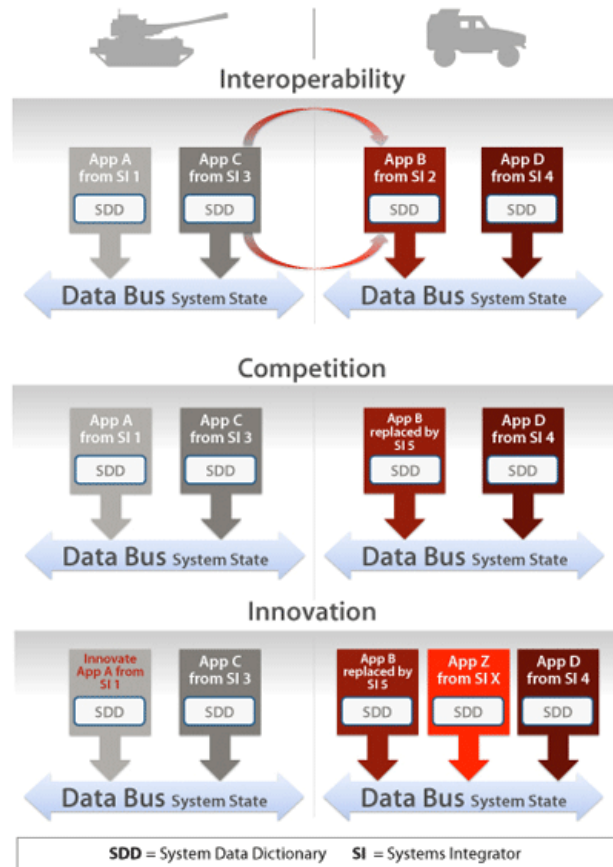 Interoperability
App A
from SI 1
SDD
App C
from SI 3
SDD
App B
from SI 2
SDD
App D
from SI 4
SDD
Data Bus System State
Data Bus System State
Competition
App A
from SI 1
SDD
App C
from SI 3
SDD
App B
replaced by
SI 5
SDD
App D
from SI 4
SDD
Data Bus System State
Data Bus System State
Innovation
Innovate
App A from
SI 1
SDD
App C
from SI 3
SDD
App B
replaced by
SI 5
SDD
App Z
from SI X
SDD
App D
from SI 4
SDD
Data Bus System State
Data Bus System State
SDD = System Data Dictionary SI = Systems Integrator